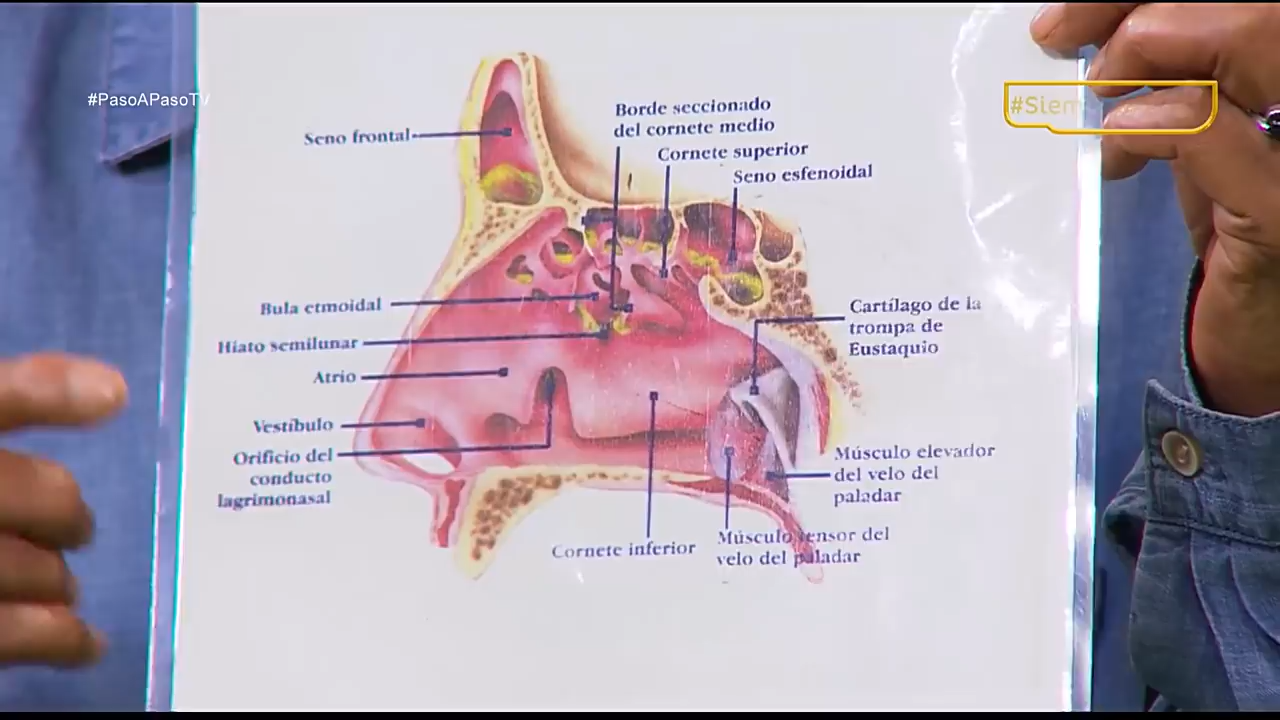 #PasoAPasoTV
#Siem
Seno frontal
Borde seccionado
del cornete medio
Cornete superior
Seno esfenoidal
Bula etmoidal
Hiato semilunar
Atrio
Vestíbulo
Orificio del
conducto
lagrimonasal
Cartílago de la
trompa de
Eustaquio
Músculo elevador
del velo del
paladar
Cornete inferior
Músculo tensor del
velo del paladar